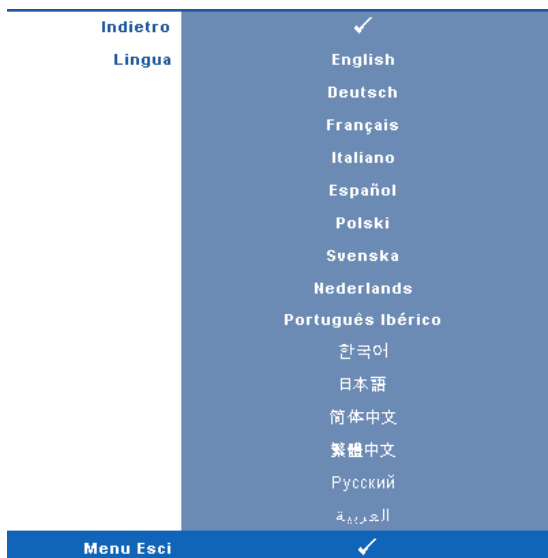 Indietro ✓
Lingua English
Deutsch
Français
Italiano
Español
Polski
Svenska
Nederlands
Português Ibérico
한국어
日本語
简体中文
繁體中文
Русский
العربية
Menu Esci ✓